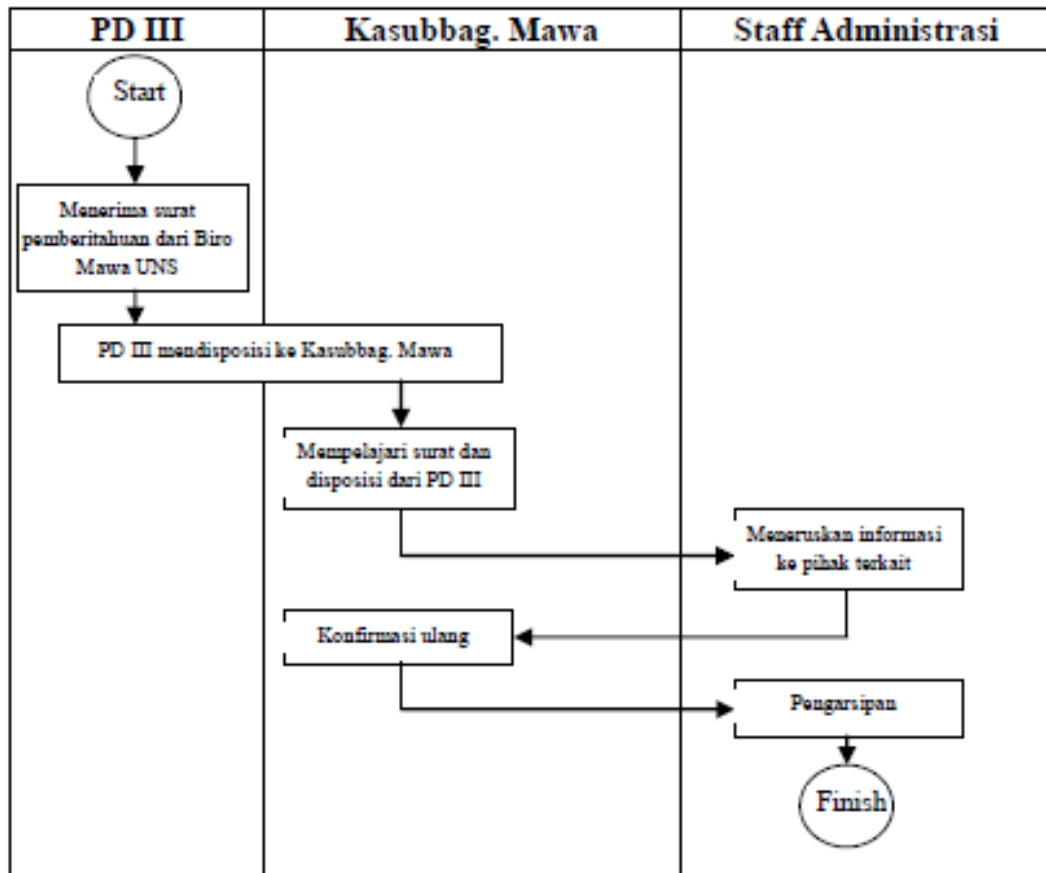 PD III
Kasubbag. Mawa
Staff Administrasi
Start
Menerima surat
pemberitahuan dari Biro
Mawa UNS
PD III mendisposisi ke Kasubbag. Mawa
Mempelajari surat dan
disposisi dari PD III
Meneruskan informasi
ke pihak terkait
Konfirmasi ulang
Pengarsipan
Finish